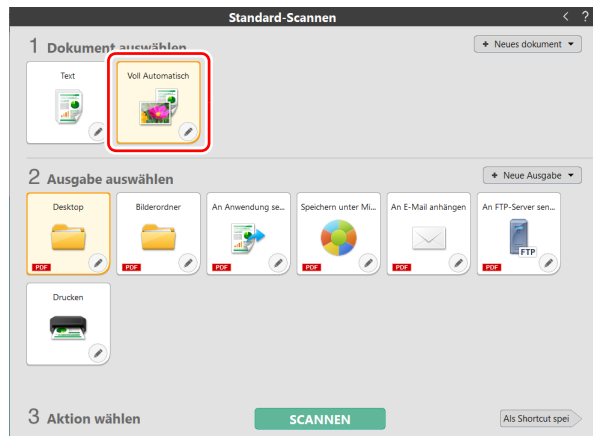 Standard-Scannen < ?
1 Dokument auswählen
+ Neues dokument
Text
Voll Automatisch
2 Ausgabe auswählen
+ Neue Ausgabe
Desktop
PDF
Bilderordner
PDF
An Anwendung se...
PDF
Speichern unter Mi...
PDF
An E-Mail anhängen
PDF
An FTP-Server sen...
FTP
PDF
Drucken
3 Aktion wählen
SCANNEN
Als Shortcut spei